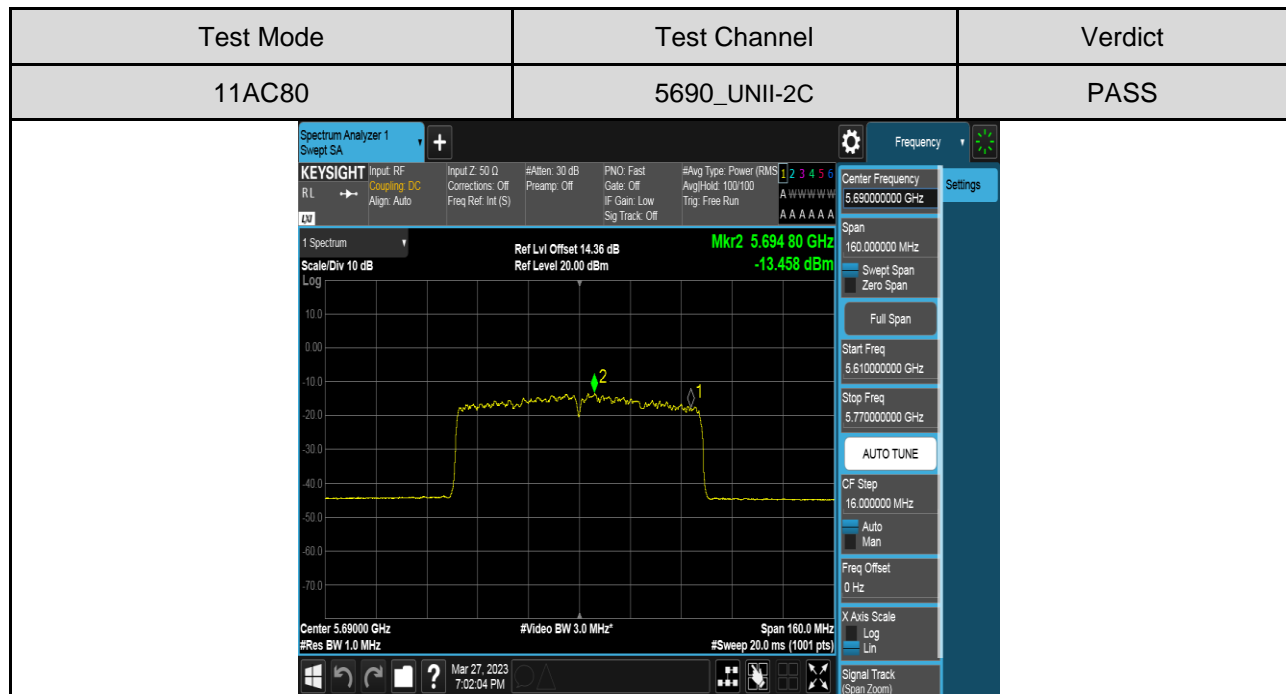 Test Mode Test Channel Verdict
11AC80 5690_UNII-2C PASS
Spectrum Analyzer 1
Swept SA
+
Frequency
KEYSIGHT Input: RF Input Z: 50 Ω #Atten: 30 dB PNO: Fast #Avg Type: Power (RMS 1 2 3 4 5 6
RL Coupling: DC Corrections: Off Preamp: Off Gate: Off Avg|Hold: 100/100 A W W W W W
Align: Auto Freq Ref: Int (S) IF Gain: Low Trig: Free Run
LXI Sig Track: Off A A A A A A
1 Spectrum Ref Lvl Offset 14.36 dB Mkr2 5.694 80 GHz
Scale/Div 10 dB Ref Level 20.00 dBm -13.458 dBm
Log
10.0
0.00
-10.0
2
1
-20.0
-30.0
-40.0
-50.0
-60.0
-70.0
Center 5.69000 GHz #Video BW 3.0 MHz* Span 160.0 MHz
#Res BW 1.0 MHz #Sweep 20.0 ms (1001 pts)
? Mar 27, 2023
7:02:04 PM
Center Frequency
5.690000000 GHz
Settings
Span
160.000000 MHz
Swept Span
Zero Span
Full Span
Start Freq
5.610000000 GHz
Stop Freq
5.770000000 GHz
AUTO TUNE
CF Step
16.000000 MHz
Auto
Man
Freq Offset
0 Hz
X Axis Scale
Log
Lin
Signal Track
(Span Zoom)